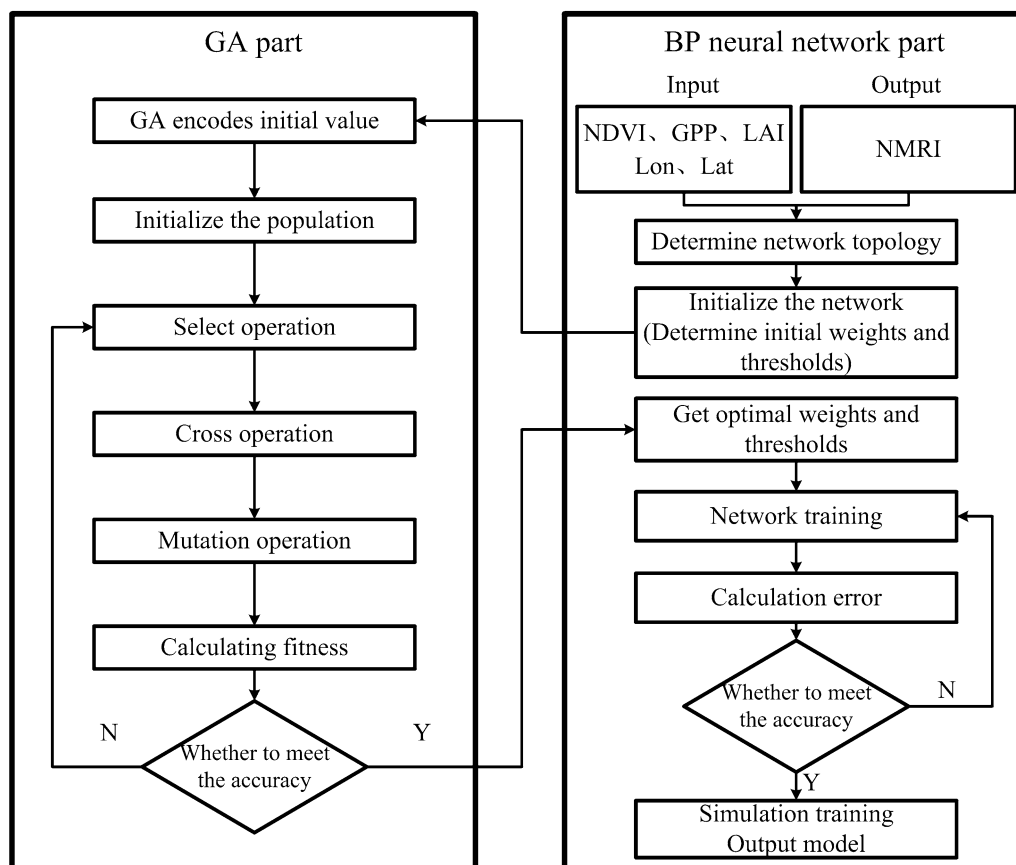 GA part
GA encodes initial value
Initialize the population
Select operation
Cross operation
Mutation operation
Calculating fitness
N
Y
Whether to meet
the accuracy
BP neural network part
Input
Output
NDVI、GPP、LAI
Lon、Lat
NMRI
Determine network topology
Initialize the network
(Determine initial weights and
thresholds)
Get optimal weights and
thresholds
Network training
Calculation error
Whether to meet
the accuracy
N
Y
Simulation training
Output model